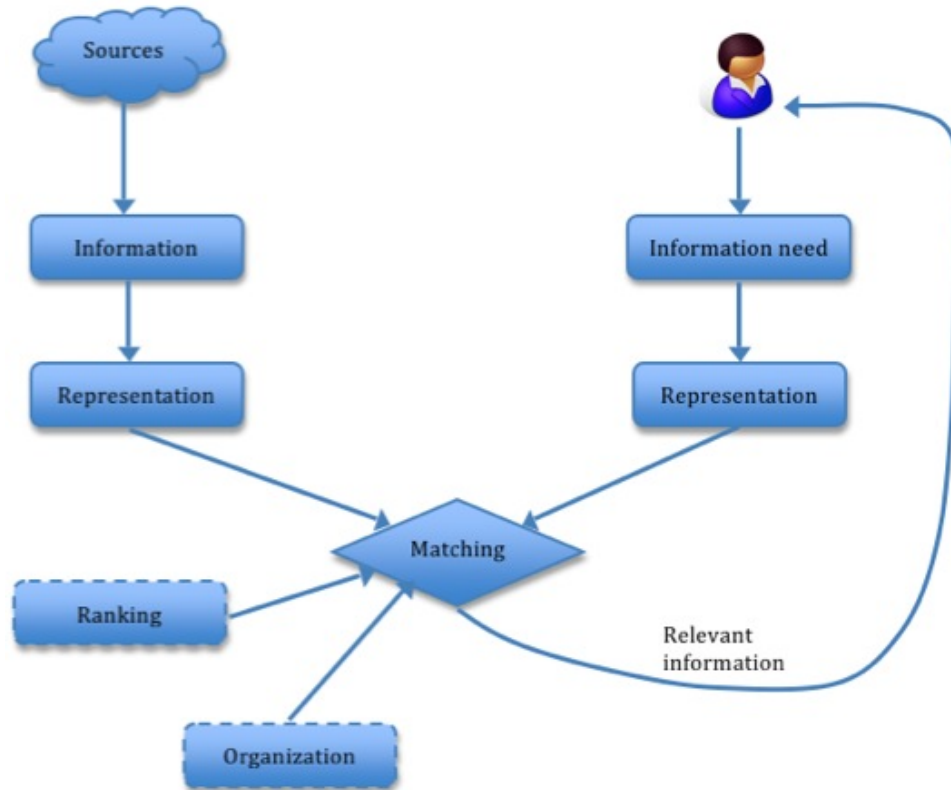 Sources
Information
Information need
Representation
Representation
Matching
Ranking
Relevant
information
Organization